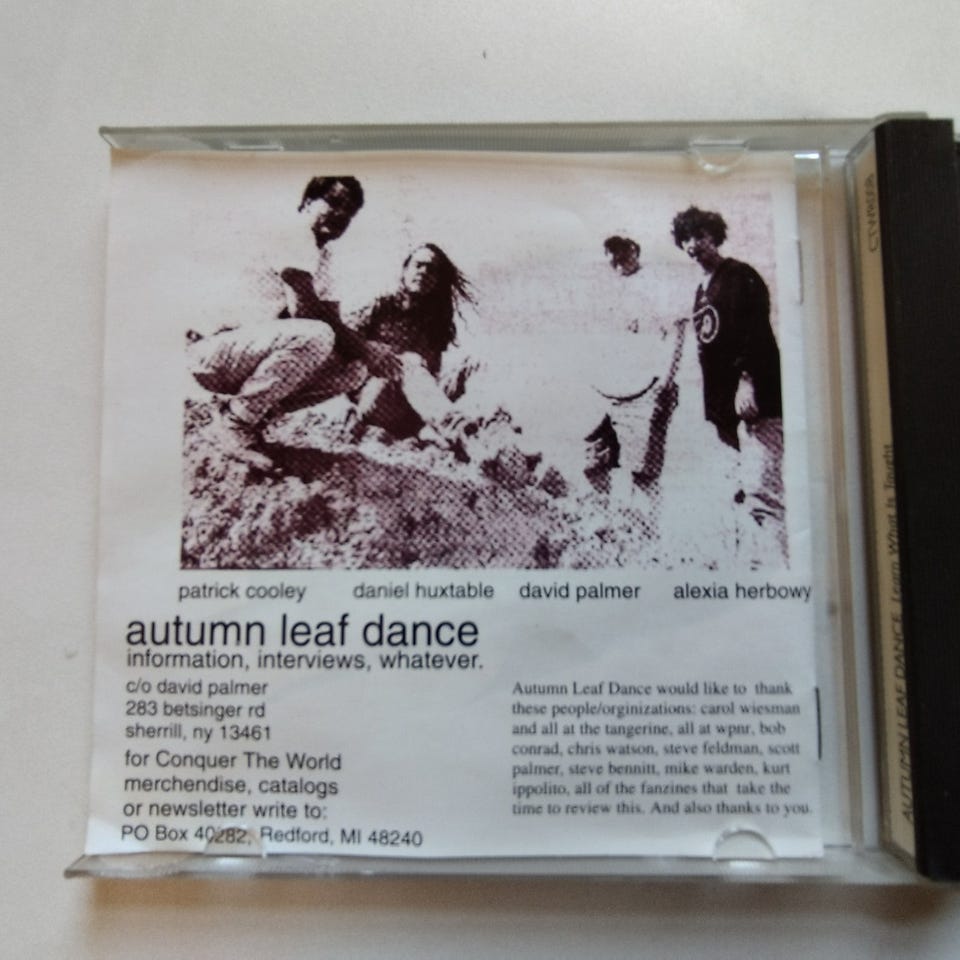 patrick cooley daniel huxtable david palmer alexia herbowy
autumn leaf dance
information, interviews, whatever.
c/o david palmer
283 betsinger rd
sherrill, ny 13461
for Conquer The World
merchendise, catalogs
or newsletter write to:
PO Box 40282, Redford, MI 48240
Autumn Leaf Dance would like to thank
these people/orginizations: carol wiesman
and all at the tangerine, all at wpnr, bob
conrad, chris watson, steve feldman, scott
palmer, steve bennitt, mike warden, kurt
ippolito, all of the fanzines that take the
time to review this. And also thanks to you.
AUTUMN LEAF DANCE Learn What Is Taught